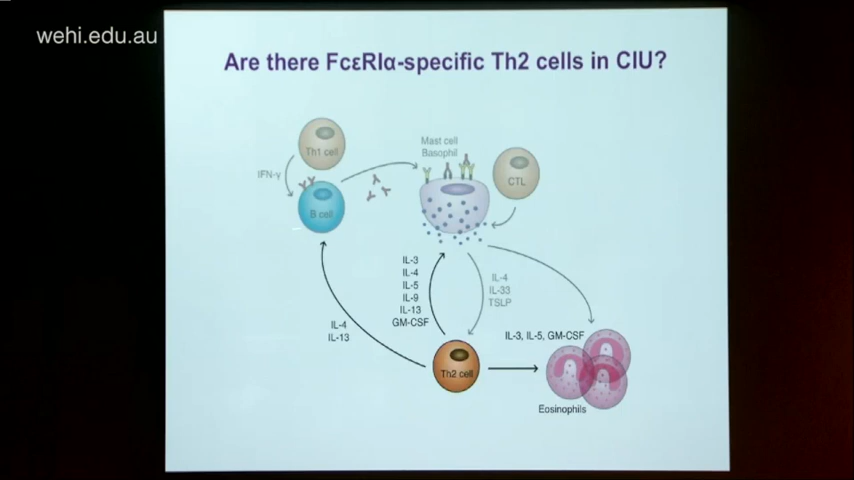 wehi.edu.au
Are there FcεRIα-specific Th2 cells in CIU?
Th1 cell
IFN-γ
B cell
Mast cell
Basophil
CTL
IL-3
IL-4
IL-5
IL-9
IL-13
GM-CSF
IL-4
IL-33
TSLP
IL-4
IL-13
Th2 cell
IL-3, IL-5, GM-CSF
Eosinophils